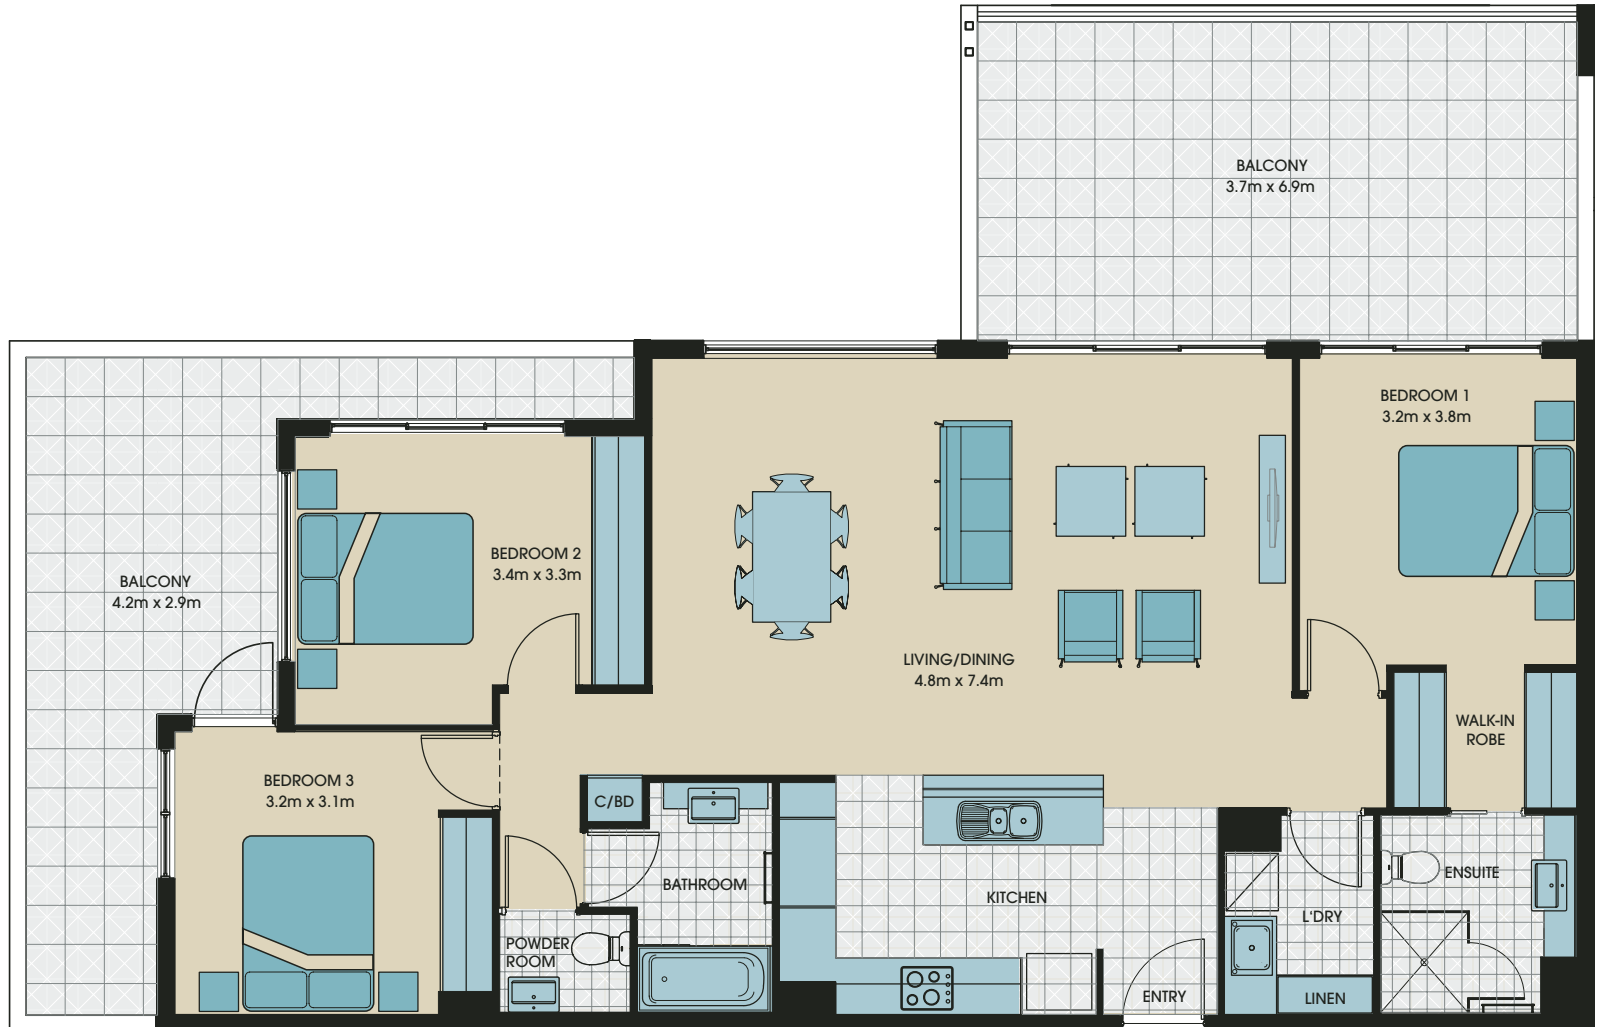 BALCONY
3.7m x 6.9m
BEDROOM 1
3.2m x 3.8m
BEDROOM 2
3.4m x 3.3m
BALCONY
4.2m x 2.9m
LIVING/DINING
4.8m x 7.4m
WALK-IN
ROBE
BEDROOM 3
3.2m x 3.1m
C/BD
BATHROOM
KITCHEN
ENSUITE
L'DRY
POWDER
ROOM
ENTRY
LINEN